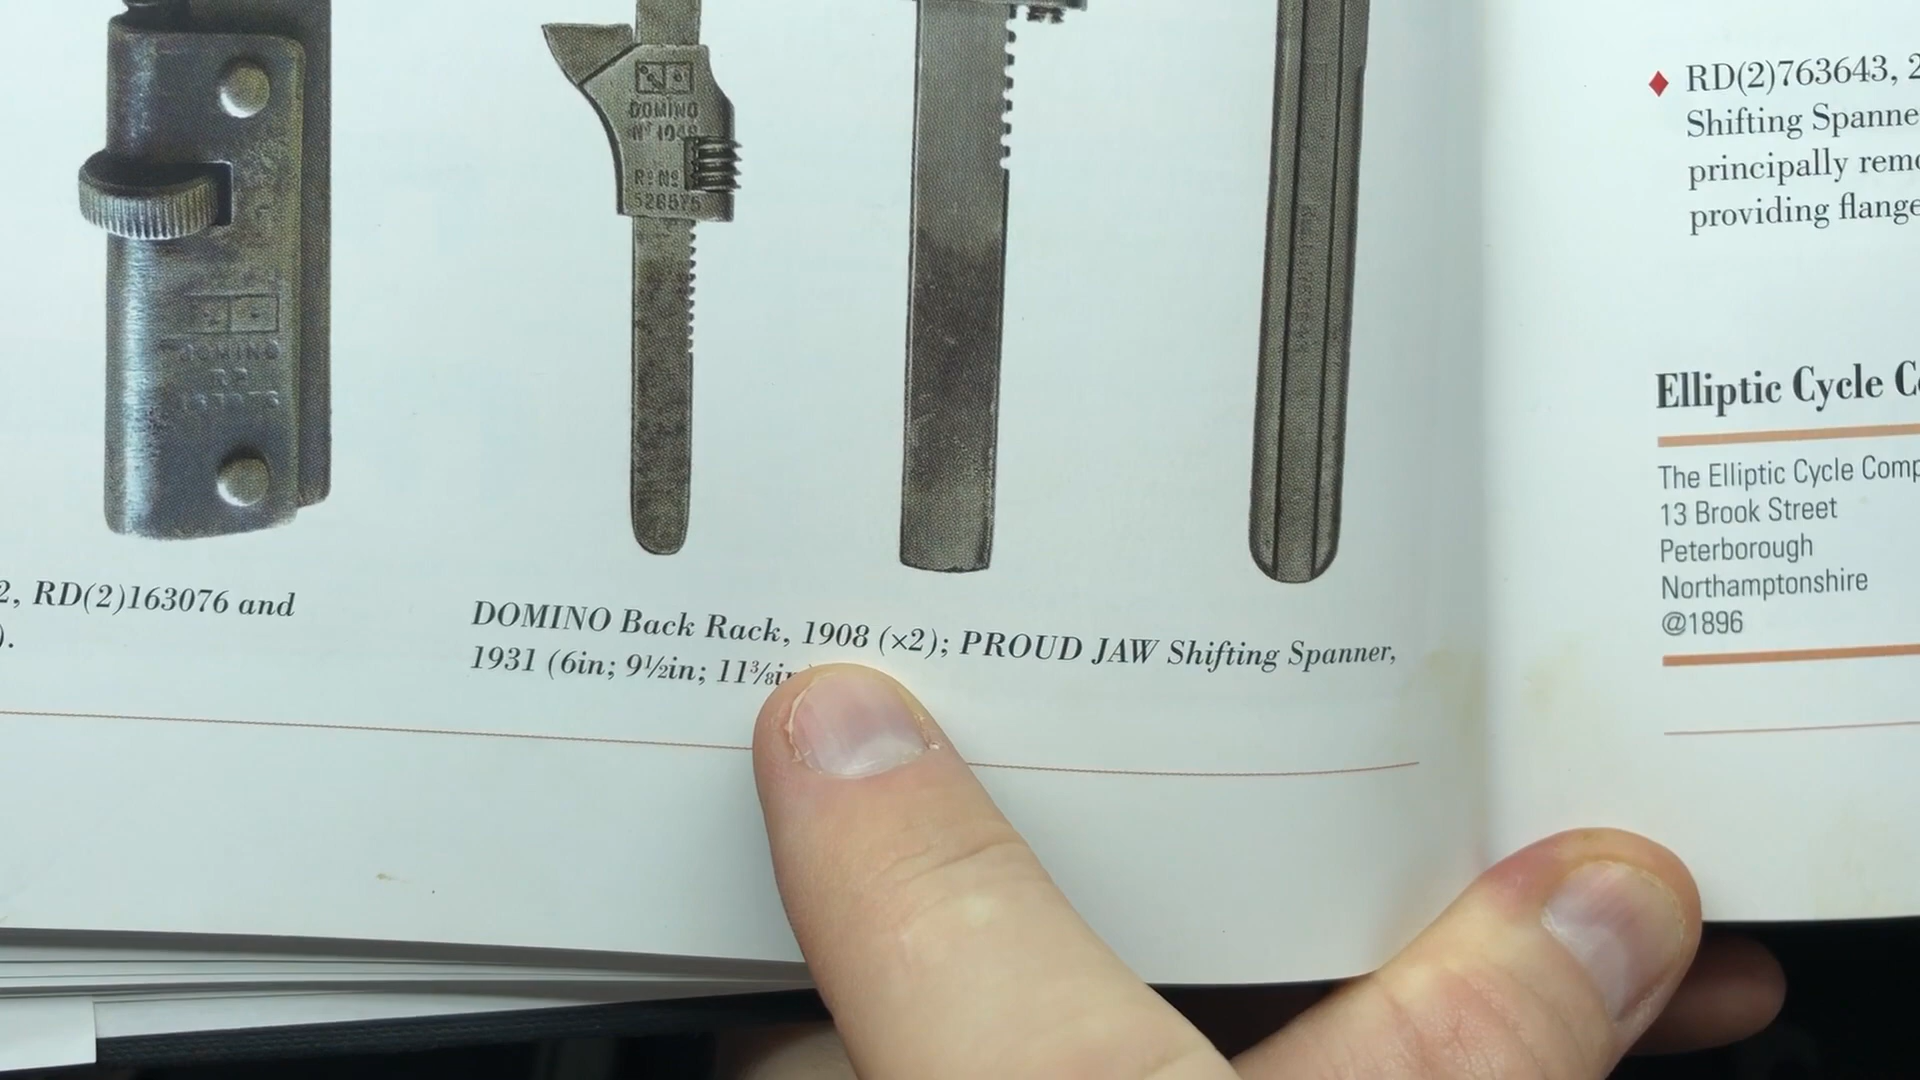 DOMINO
Nº 1948
RD NO
526575
DOMINO
RD
2, RD(2)163076 and
).
DOMINO Back Rack, 1908 (×2); PROUD JAW Shifting Spanner,
1931 (6in; 9½in; 11⅜in
RD(2)763643, 2
Shifting Spanne
principally remo
providing flange
Elliptic Cycle C
The Elliptic Cycle Comp
13 Brook Street
Peterborough
Northamptonshire
@1896